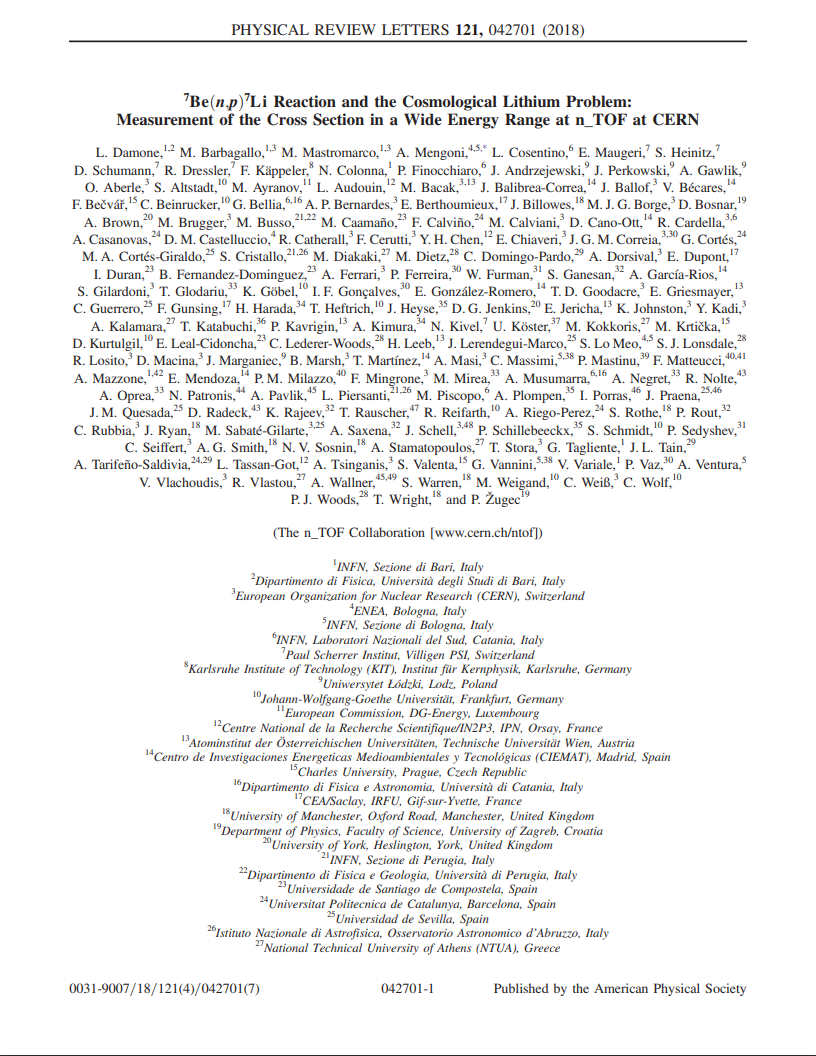 PHYSICAL REVIEW LETTERS 121, 042701 (2018)
⁷Be(n,p)⁷Li Reaction and the Cosmological Lithium Problem:
Measurement of the Cross Section in a Wide Energy Range at n_TOF at CERN
L. Damone,1,2 M. Barbagallo,1,3 M. Mastromarco,1,3 A. Mengoni,4,5,* L. Cosentino,6 E. Maugeri,7 S. Heinitz,7
D. Schumann,7 R. Dressler,7 F. Käppeler,8 N. Colonna,1 P. Finocchiaro,6 J. Andrzejewski,9 J. Perkowski,9 A. Gawlik,9
O. Aberle,3 S. Altstadt,10 M. Ayranov,11 L. Audouin,12 M. Bacak,3,13 J. Balibrea-Correa,14 J. Ballof,3 V. Bécares,14
F. Bečvář,15 C. Beinrucker,10 G. Bellia,6,16 A. P. Bernardes,3 E. Berthoumieux,17 J. Billowes,18 M. J. G. Borge,3 D. Bosnar,19
A. Brown,20 M. Brugger,3 M. Busso,21,22 M. Caamaño,23 F. Calviño,24 M. Calviani,3 D. Cano-Ott,14 R. Cardella,3,6
A. Casanovas,24 D. M. Castelluccio,4 R. Catherall,3 F. Cerutti,3 Y. H. Chen,12 E. Chiaveri,3 J. G. M. Correia,3,30 G. Cortés,24
M. A. Cortés-Giraldo,25 S. Cristallo,21,26 M. Diakaki,27 M. Dietz,28 C. Domingo-Pardo,29 A. Dorsival,3 E. Dupont,17
I. Duran,23 B. Fernandez-Dominguez,23 A. Ferrari,3 P. Ferreira,30 W. Furman,31 S. Ganesan,32 A. García-Rios,14
S. Gilardoni,3 T. Glodariu,33 K. Göbel,10 I. F. Gonçalves,30 E. González-Romero,14 T. D. Goodacre,3 E. Griesmayer,13
C. Guerrero,25 F. Gunsing,17 H. Harada,34 T. Heftrich,10 J. Heyse,35 D. G. Jenkins,20 E. Jericha,13 K. Johnston,3 Y. Kadi,3
A. Kalamara,27 T. Katabuchi,36 P. Kavrigin,13 A. Kimura,34 N. Kivel,7 U. Köster,37 M. Kokkoris,27 M. Krtička,15
D. Kurtulgil,10 E. Leal-Cidoncha,23 C. Lederer-Woods,28 H. Leeb,13 J. Lerendegui-Marco,25 S. Lo Meo,4,5 S. J. Lonsdale,28
R. Losito,3 D. Macina,3 J. Marganiec,9 B. Marsh,3 T. Martínez,14 A. Masi,3 C. Massimi,5,38 P. Mastinu,39 F. Matteucci,40,41
A. Mazzone,1,42 E. Mendoza,14 P. M. Milazzo,40 F. Mingrone,3 M. Mirea,33 A. Musumarra,6,16 A. Negret,33 R. Nolte,43
A. Oprea,33 N. Patronis,44 A. Pavlik,45 L. Piersanti,21,26 M. Piscopo,6 A. Plompen,35 I. Porras,46 J. Praena,25,46
J. M. Quesada,25 D. Radeck,43 K. Rajeev,32 T. Rauscher,47 R. Reifarth,10 A. Riego-Perez,24 S. Rothe,18 P. Rout,32
C. Rubbia,3 J. Ryan,18 M. Sabaté-Gilarte,3,25 A. Saxena,32 J. Schell,3,48 P. Schillebeeckx,35 S. Schmidt,10 P. Sedyshev,31
C. Seiffert,3 A. G. Smith,18 N. V. Sosnin,18 A. Stamatopoulos,27 T. Stora,3 G. Tagliente,1 J. L. Tain,29
A. Tarifeño-Saldivia,24,29 L. Tassan-Got,12 A. Tsinganis,3 S. Valenta,15 G. Vannini,5,38 V. Variale,1 P. Vaz,30 A. Ventura,5
V. Vlachoudis,3 R. Vlastou,27 A. Wallner,45,49 S. Warren,18 M. Weigand,10 C. Weiß,3 C. Wolf,10
P. J. Woods,28 T. Wright,18 and P. Žugec19
(The n_TOF Collaboration [www.cern.ch/ntof])
1INFN, Sezione di Bari, Italy
2Dipartimento di Fisica, Università degli Studi di Bari, Italy
3European Organization for Nuclear Research (CERN), Switzerland
4ENEA, Bologna, Italy
5INFN, Sezione di Bologna, Italy
6INFN, Laboratori Nazionali del Sud, Catania, Italy
7Paul Scherrer Institut, Villigen PSI, Switzerland
8Karlsruhe Institute of Technology (KIT), Institut für Kernphysik, Karlsruhe, Germany
9Uniwersytet Łódzki, Lodz, Poland
10Johann-Wolfgang-Goethe Universität, Frankfurt, Germany
11European Commission, DG-Energy, Luxembourg
12Centre National de la Recherche Scientifique/IN2P3, IPN, Orsay, France
13Atominstitut der Österreichischen Universitäten, Technische Universität Wien, Austria
14Centro de Investigaciones Energeticas Medioambientales y Tecnológicas (CIEMAT), Madrid, Spain
15Charles University, Prague, Czech Republic
16Dipartimento di Fisica e Astronomia, Università di Catania, Italy
17CEA/Saclay, IRFU, Gif-sur-Yvette, France
18University of Manchester, Oxford Road, Manchester, United Kingdom
19Department of Physics, Faculty of Science, University of Zagreb, Croatia
20University of York, Heslington, York, United Kingdom
21INFN, Sezione di Perugia, Italy
22Dipartimento di Fisica e Geologia, Università di Perugia, Italy
23Universidade de Santiago de Compostela, Spain
24Universitat Politecnica de Catalunya, Barcelona, Spain
25Universidad de Sevilla, Spain
26Istituto Nazionale di Astrofisica, Osservatorio Astronomico d'Abruzzo, Italy
27National Technical University of Athens (NTUA), Greece
0031-9007/18/121(4)/042701(7)
042701-1
Published by the American Physical Society